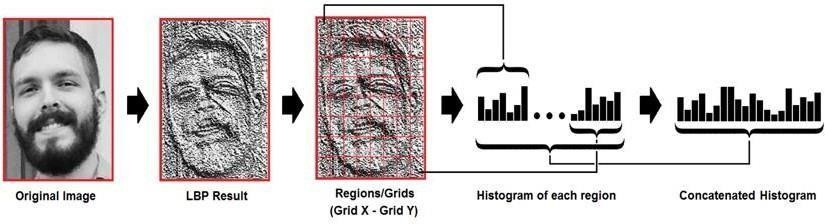 Original Image
LBP Result
Regions/Grids
(Grid X - Grid Y)
Histogram of each region
Concatenated Histogram